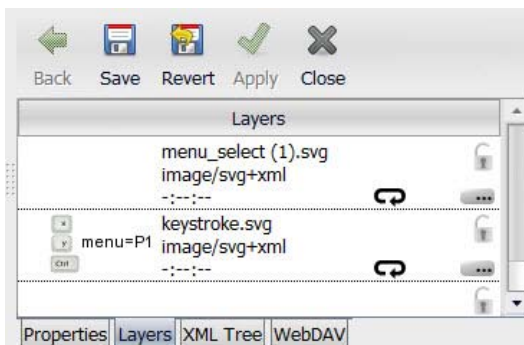 Back Save Revert Apply Close
Layers
menu_select (1).svg
image/svg+xml
-:--:--
x
y
Ctrl
menu=P1
keystroke.svg
image/svg+xml
-:--:--
Properties Layers XML Tree WebDAV